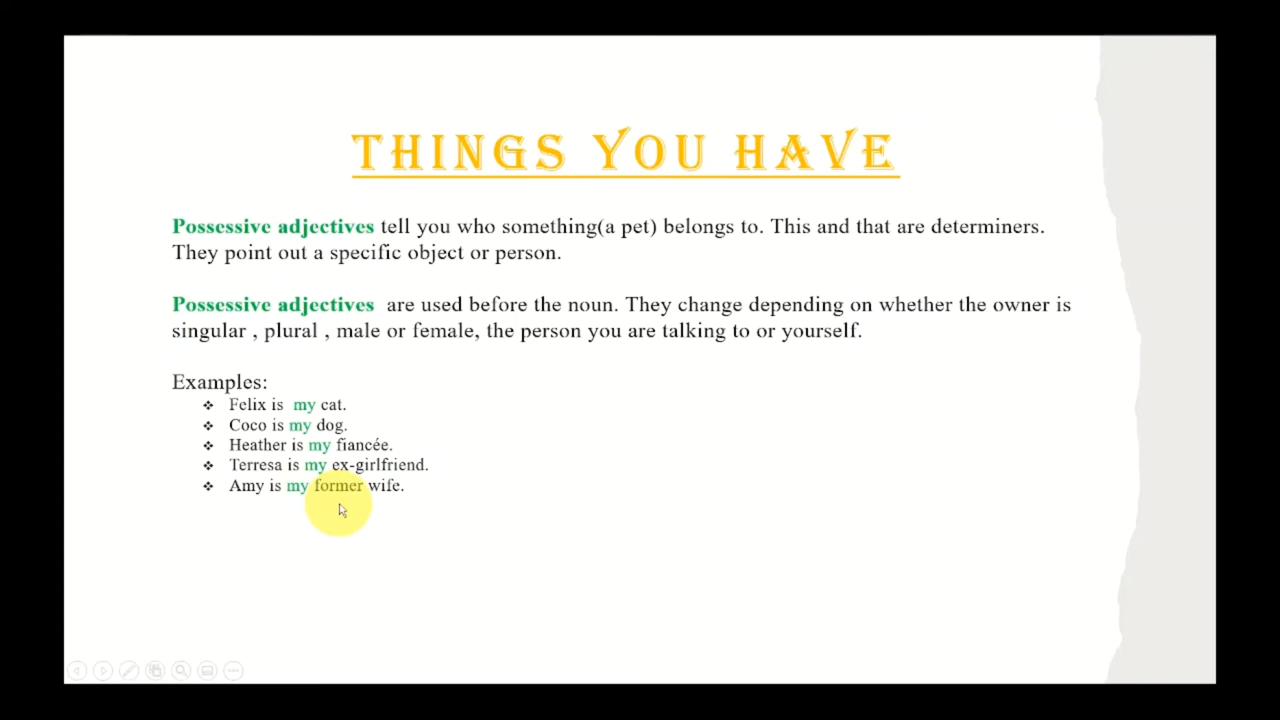 THINGS YOU HAVE
Possessive adjectives tell you who something(a pet) belongs to. This and that are determiners.
They point out a specific object or person.
Possessive adjectives are used before the noun. They change depending on whether the owner is
singular , plural , male or female, the person you are talking to or yourself.
Examples:
❖ Felix is my cat.
❖ Coco is my dog.
❖ Heather is my fiancée.
❖ Terresa is my ex-girlfriend.
❖ Amy is my former wife.